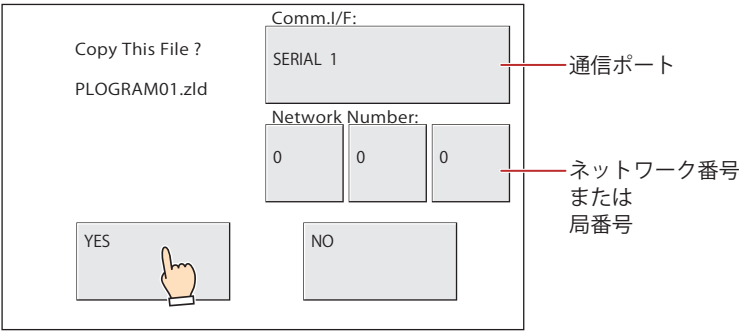 Comm.I/F:
Copy This File ?
SERIAL 1
通信ポート
PLOGRAM01.zld
Network Number:
0 0 0
ネットワーク番号
または
局番号
YES NO